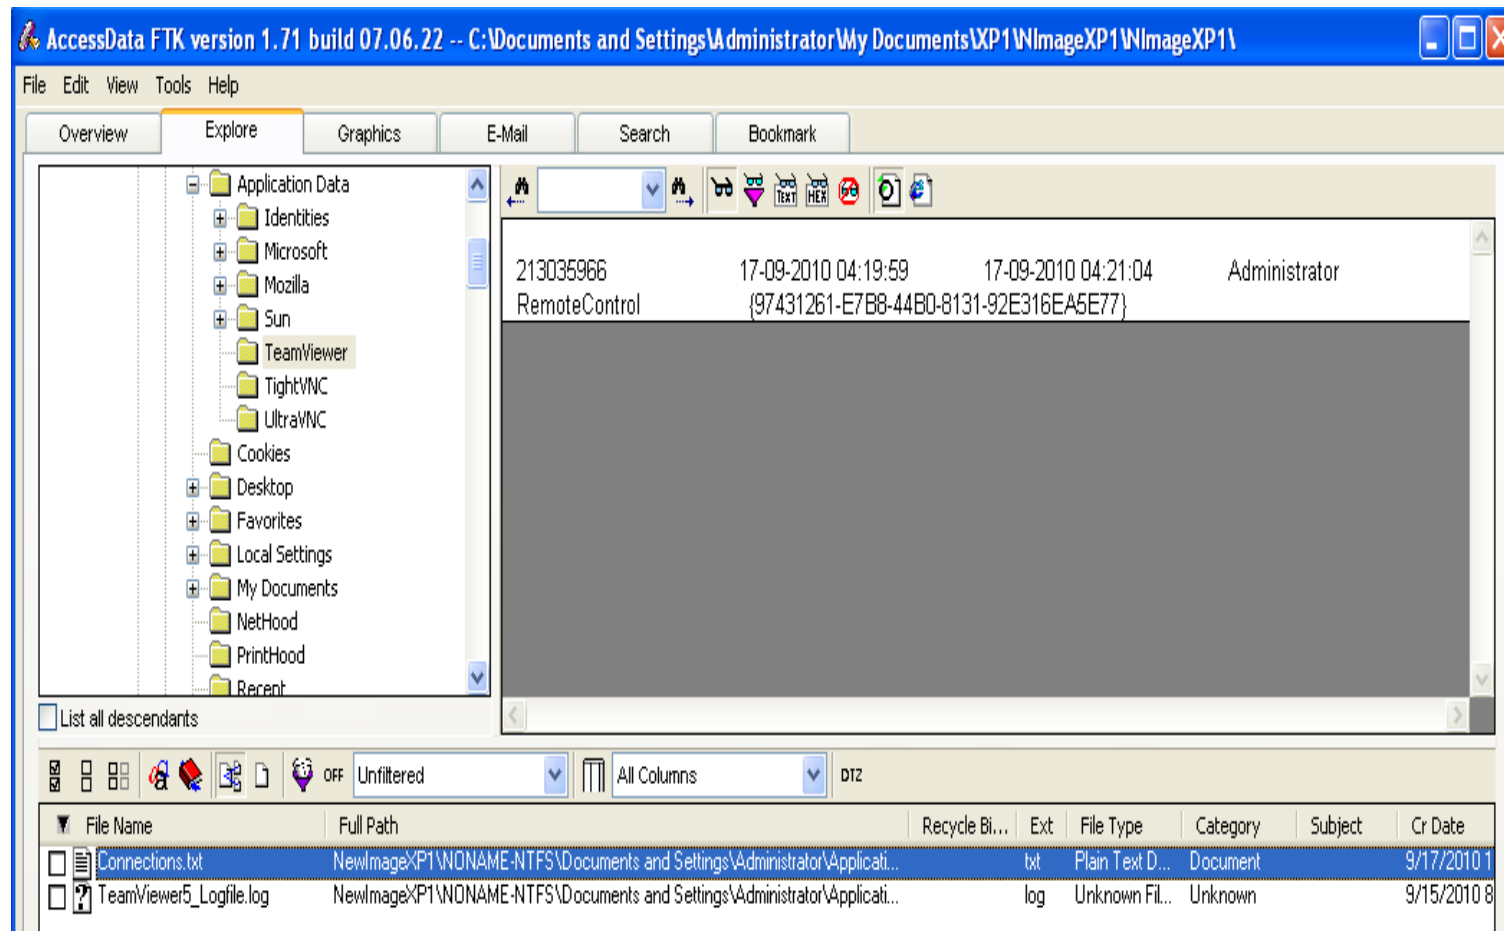 AccessData FTK version 1.71 build 07.06.22 -- C:\Documents and Settings\Administrator\My Documents\XP1\NImageXP1\NImageXP1\
File Edit View Tools Help
Overview Explore Graphics E-Mail Search Bookmark
Application Data
Identities
Microsoft
Mozilla
Sun
TeamViewer
TightVNC
UltraVNC
Cookies
Desktop
Favorites
Local Settings
My Documents
NetHood
PrintHood
Recent
List all descendants
TEXT HEX
213035966 17-09-2010 04:19:59 17-09-2010 04:21:04 Administrator
RemoteControl {97431261-E7B8-44B0-8131-92E316EA5E77}
OFF Unfiltered All Columns DTZ
File Name Full Path Recycle Bi... Ext File Type Category Subject Cr Date
Connections.txt NewImageXP1\NONAME-NTFS\Documents and Settings\Administrator\Applicati... txt Plain Text D... Document 9/17/2010 1
TeamViewer5_Logfile.log NewImageXP1\NONAME-NTFS\Documents and Settings\Administrator\Applicati... log Unknown Fil... Unknown 9/15/2010 8